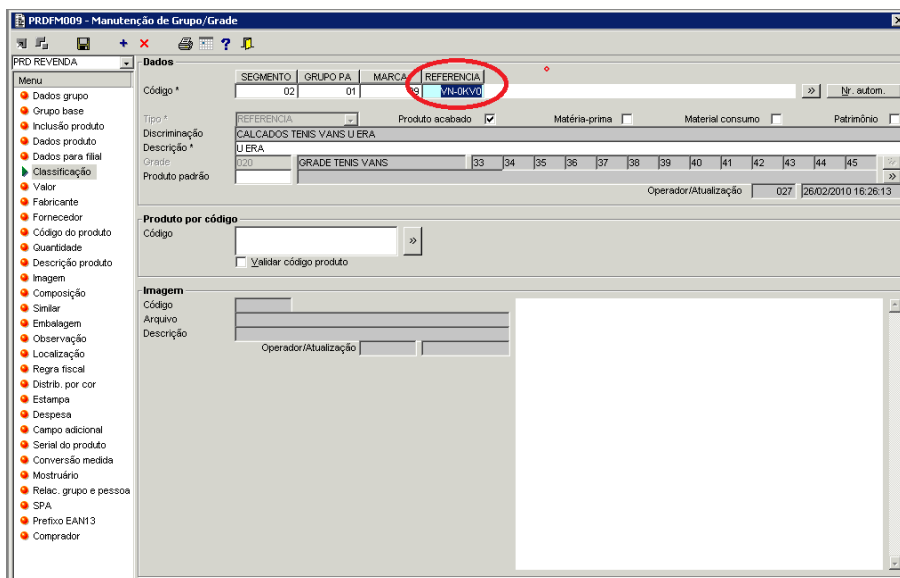 PRDFM009 - Manutenção de Grupo/Grade
PRD REVENDA
Menu
Dados grupo
Grupo base
Inclusão produto
Dados produto
Dados para filial
Classificação
Valor
Fabricante
Fornecedor
Código do produto
Quantidade
Descrição produto
Imagem
Composição
Similar
Embalagem
Observação
Localização
Regra fiscal
Distrib. por cor
Estampa
Despesa
Campo adicional
Serial do produto
Conversão medida
Mostruário
Relac. grupo e pessoa
SPA
Prefixo EAN13
Comprador
Dados
SEGMENTO GRUPO PA MARCA REFERENCIA
Código * 02 01 09 VN-0KV0 » Nr. autom.
Tipo * REFERENCIA Produto acabado Matéria-prima Material consumo Patrimônio
Discriminação CALCADOS TENIS VANS U ERA
Descrição * U ERA
Grade 020 GRADE TENIS VANS 33 34 35 36 37 38 39 40 41 42 43 44 45 »
Produto padrão »
Operador/Atualização 027 26/02/2010 16:26:13
Produto por código
Código »
Validar código produto
Imagem
Código
Arquivo
Descrição
Operador/Atualização